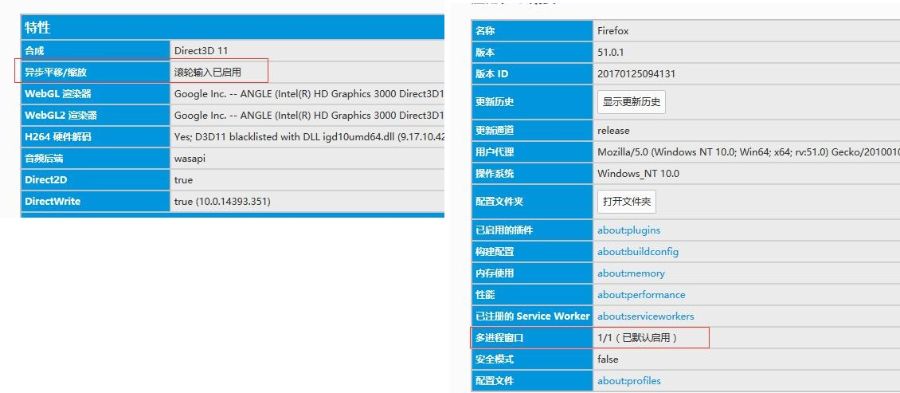 特性
合成 Direct3D 11
异步平移/缩放 滚轮输入已启用
WebGL 渲染器 Google Inc. -- ANGLE (Intel(R) HD Graphics 3000 Direct3D1
WebGL2 渲染器 Google Inc. -- ANGLE (Intel(R) HD Graphics 3000 Direct3D1
H264 硬件解码 Yes; D3D11 blacklisted with DLL igd10umd64.dll (9.17.10.42
音频后端 wasapi
Direct2D true
DirectWrite true (10.0.14393.351)
名称 Firefox
版本 51.0.1
版本 ID 20170125094131
更新历史 显示更新历史
更新通道 release
用户代理 Mozilla/5.0 (Windows NT 10.0; Win64; x64; rv:51.0) Gecko/2010010
操作系统 Windows_NT 10.0
配置文件夹 打开文件夹
已启用的插件 about:plugins
构建配置 about:buildconfig
内存使用 about:memory
性能 about:performance
已注册的 Service Worker about:serviceworkers
多进程窗口 1/1（已默认启用）
安全模式 false
配置文件 about:profiles